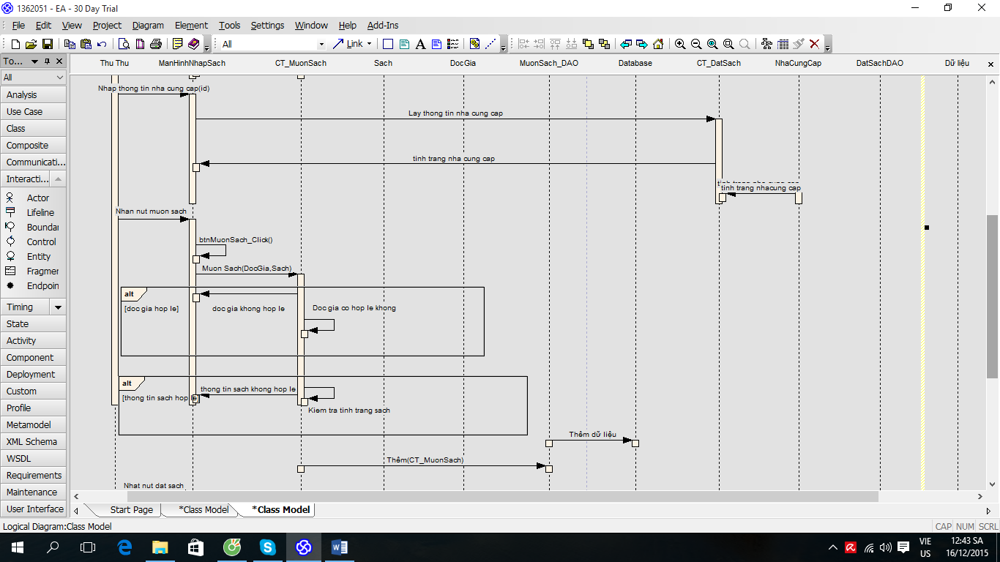 1362051 - EA - 30 Day Trial
File Edit View Project Diagram Element Tools Settings Window Help Add-Ins
All Link
To...
All
Analysis
Use Case
Class
Composite
Communicati...
Interacti...
Actor
Lifeline
Boundar
Control
Entity
Fragmer
Endpoin
Timing
State
Activity
Component
Deployment
Custom
Profile
Metamodel
XML Schema
WSDL
Requirements
Maintenance
User Interface
Thu Thu ManHinhNhapSach CT_MuonSach Sach DocGia MuonSach_DAO Database CT_DatSach NhaCungCap DatSachDAO Dữ liệu
Nhap thong tin nha cung cap(id)
Lay thong tin nha cung cap
tinh trang nha cung cap
tinh trang nhacung cap
Nhan nut muon sach
btnMuonSach_Click()
Muon Sach(DocGia,Sach)
alt
[doc gia hop le] doc gia khong hop le Doc gia co hop le khong
alt
[thong tin sach hop le] thong tin sach khong hop le
Kiem tra tinh trang sach
Thêm dữ liệu
Thêm(CT_MuonSach)
Nhat nut dat sach
Start Page *Class Model *Class Model
Logical Diagram:Class Model CAP NUM SCRL
VIE
US
12:43 SA
16/12/2015